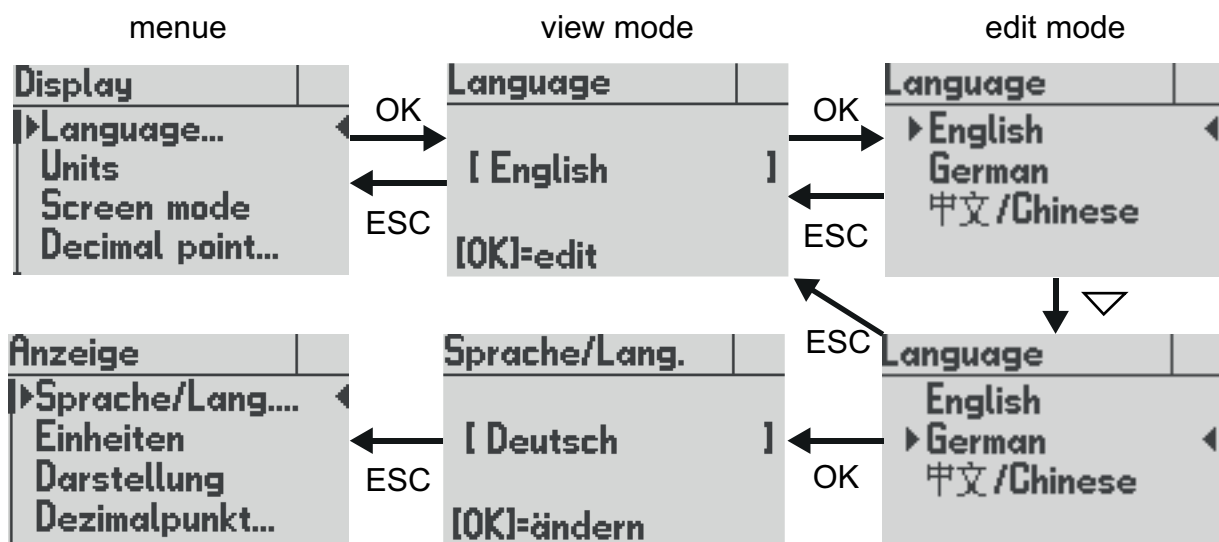 menue
view mode
edit mode
Display
Language...
Units
Screen mode
Decimal point...
OK
ESC
Language
[ English ]
[OK]=edit
OK
ESC
Language
English
German
中文/Chinese
ESC
Anzeige
Sprache/Lang....
Einheiten
Darstellung
Dezimalpunkt...
ESC
Sprache/Lang.
[ Deutsch ]
[OK]=ändern
OK
Language
English
German
中文/Chinese